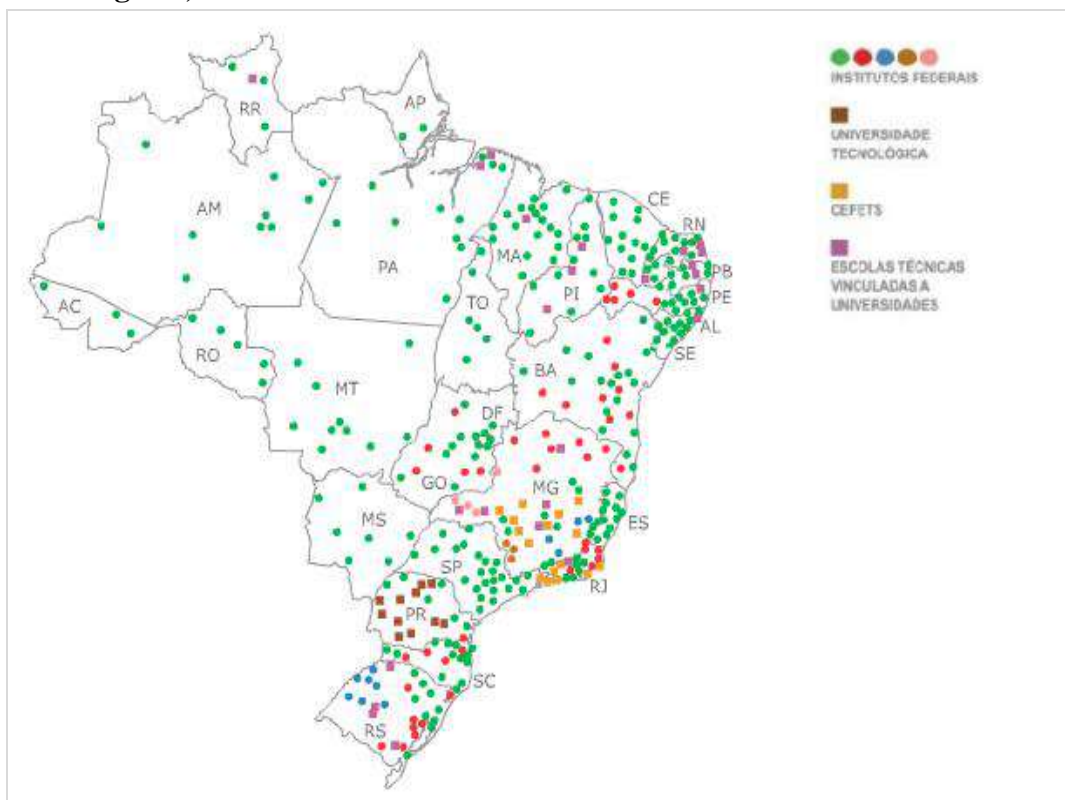 INSTITUTOS FEDERAIS
UNIVERSIDADE
TECNOLÓGICA
CEFETS
ESCOLAS TÉCNICAS
VINCULADAS A
UNIVERSIDADES
RR
AP
AM
PA
MA
CE
RN
PB
PE
AL
SE
PI
TO
AC
RO
MT
BA
DF
GO
MG
ES
MS
SP
RJ
PR
SC
RS